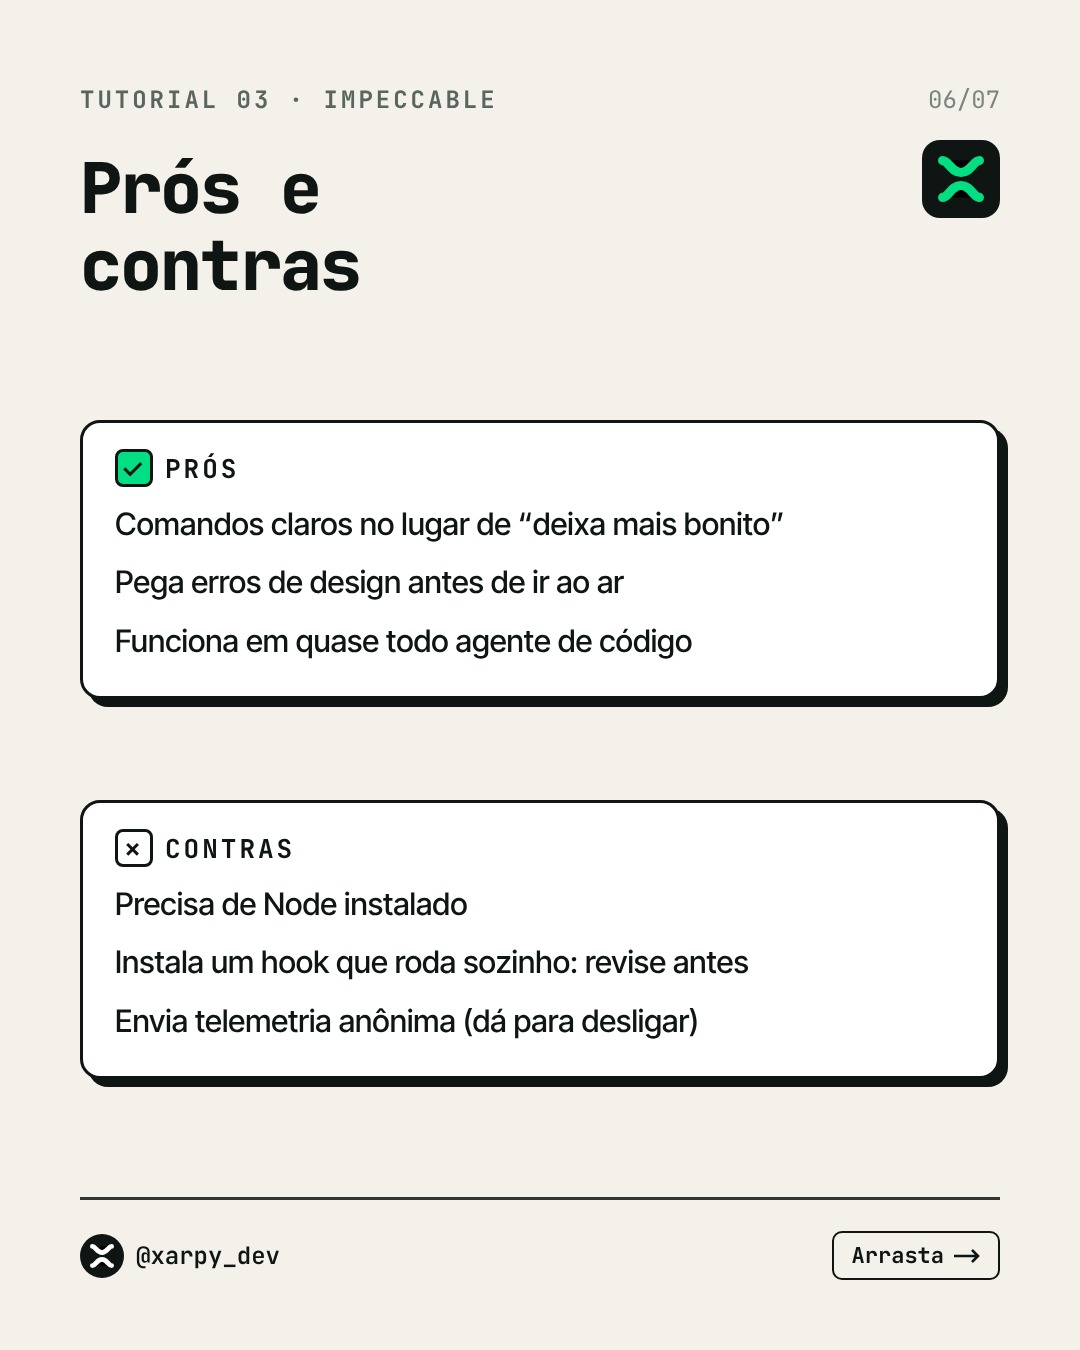 TUTORIAL 03 · IMPECCABLE
06/07
Prós e
contras
PRÓS
Comandos claros no lugar de “deixa mais bonito”
Pega erros de design antes de ir ao ar
Funciona em quase todo agente de código
CONTRAS
Precisa de Node instalado
Instala um hook que roda sozinho: revise antes
Envia telemetria anônima (dá para desligar)
@xarpy_dev
Arrasta →